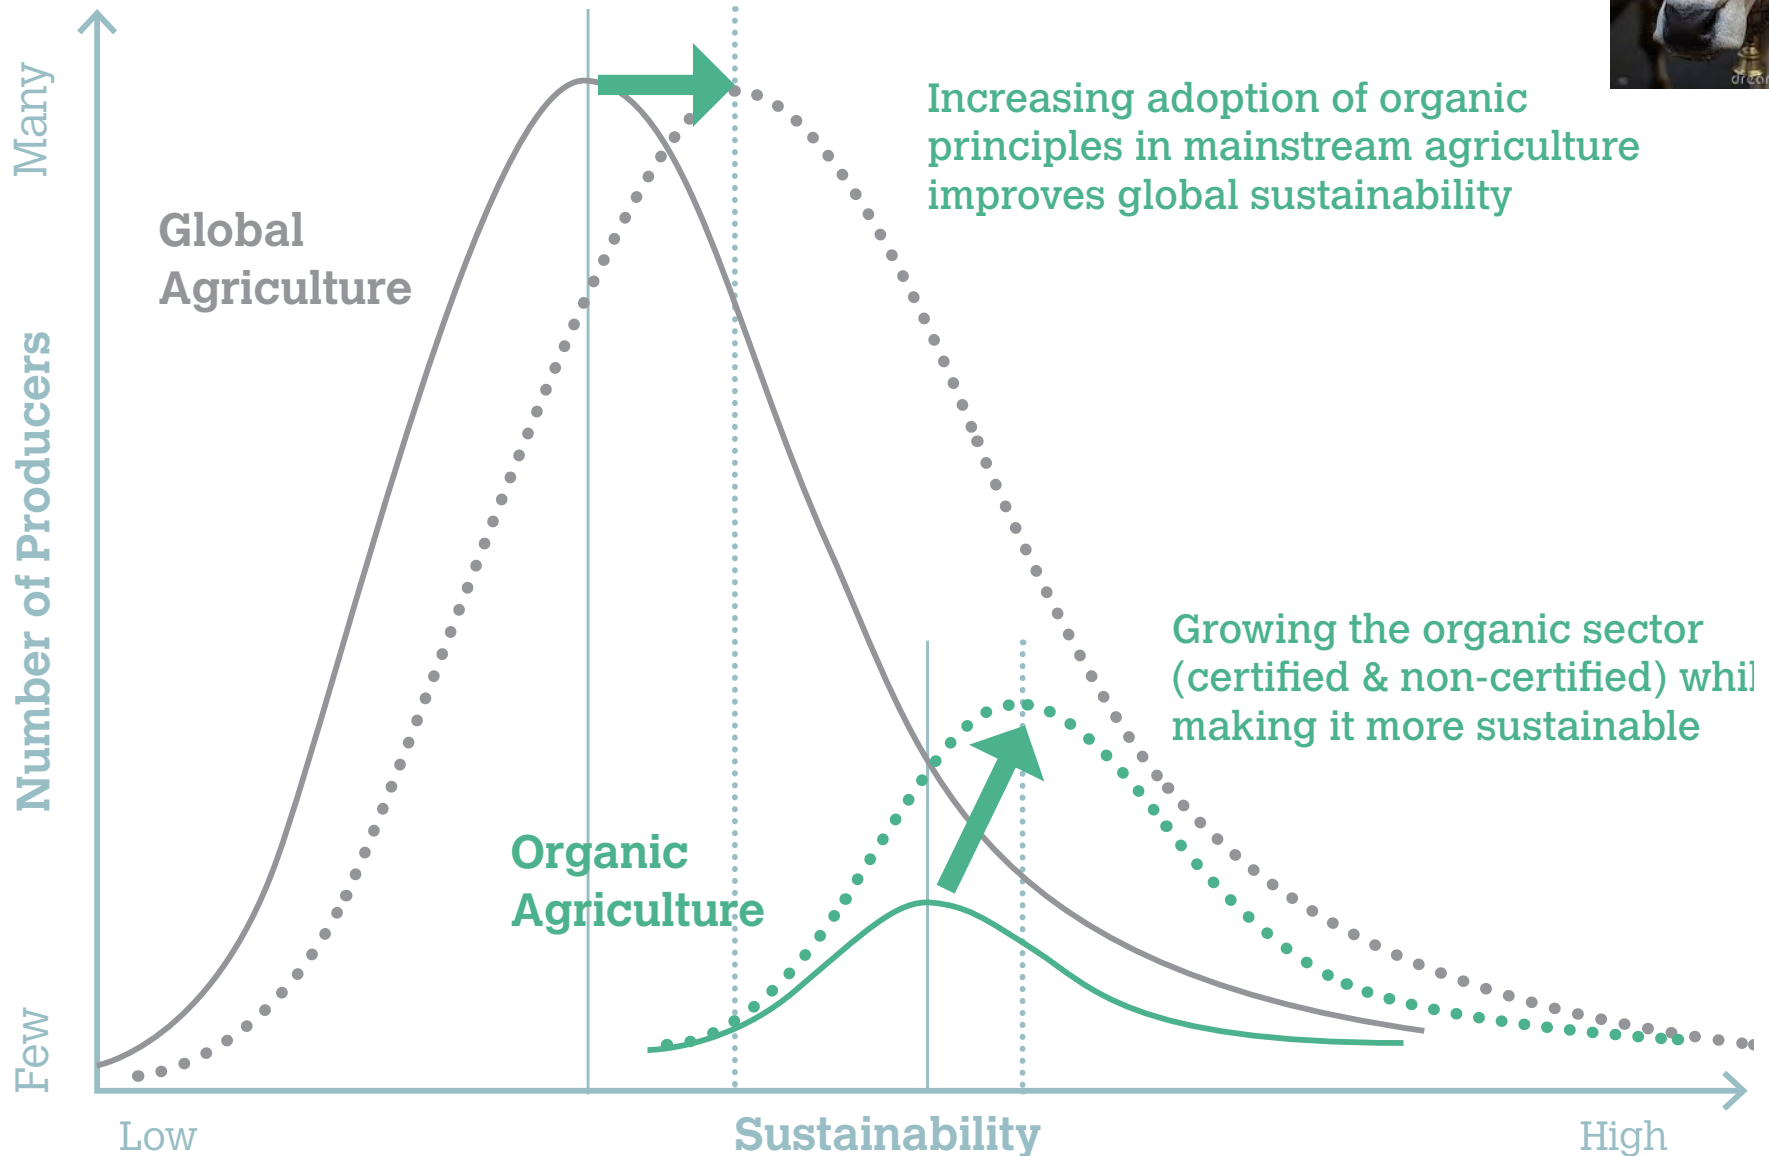 Many
Global
Agriculture
Increasing adoption of organic
principles in mainstream agriculture
improves global sustainability
Number of Producers
Growing the organic sector
(certified & non-certified) whil
making it more sustainable
Organic
Agriculture
Few
Low
Sustainability
High